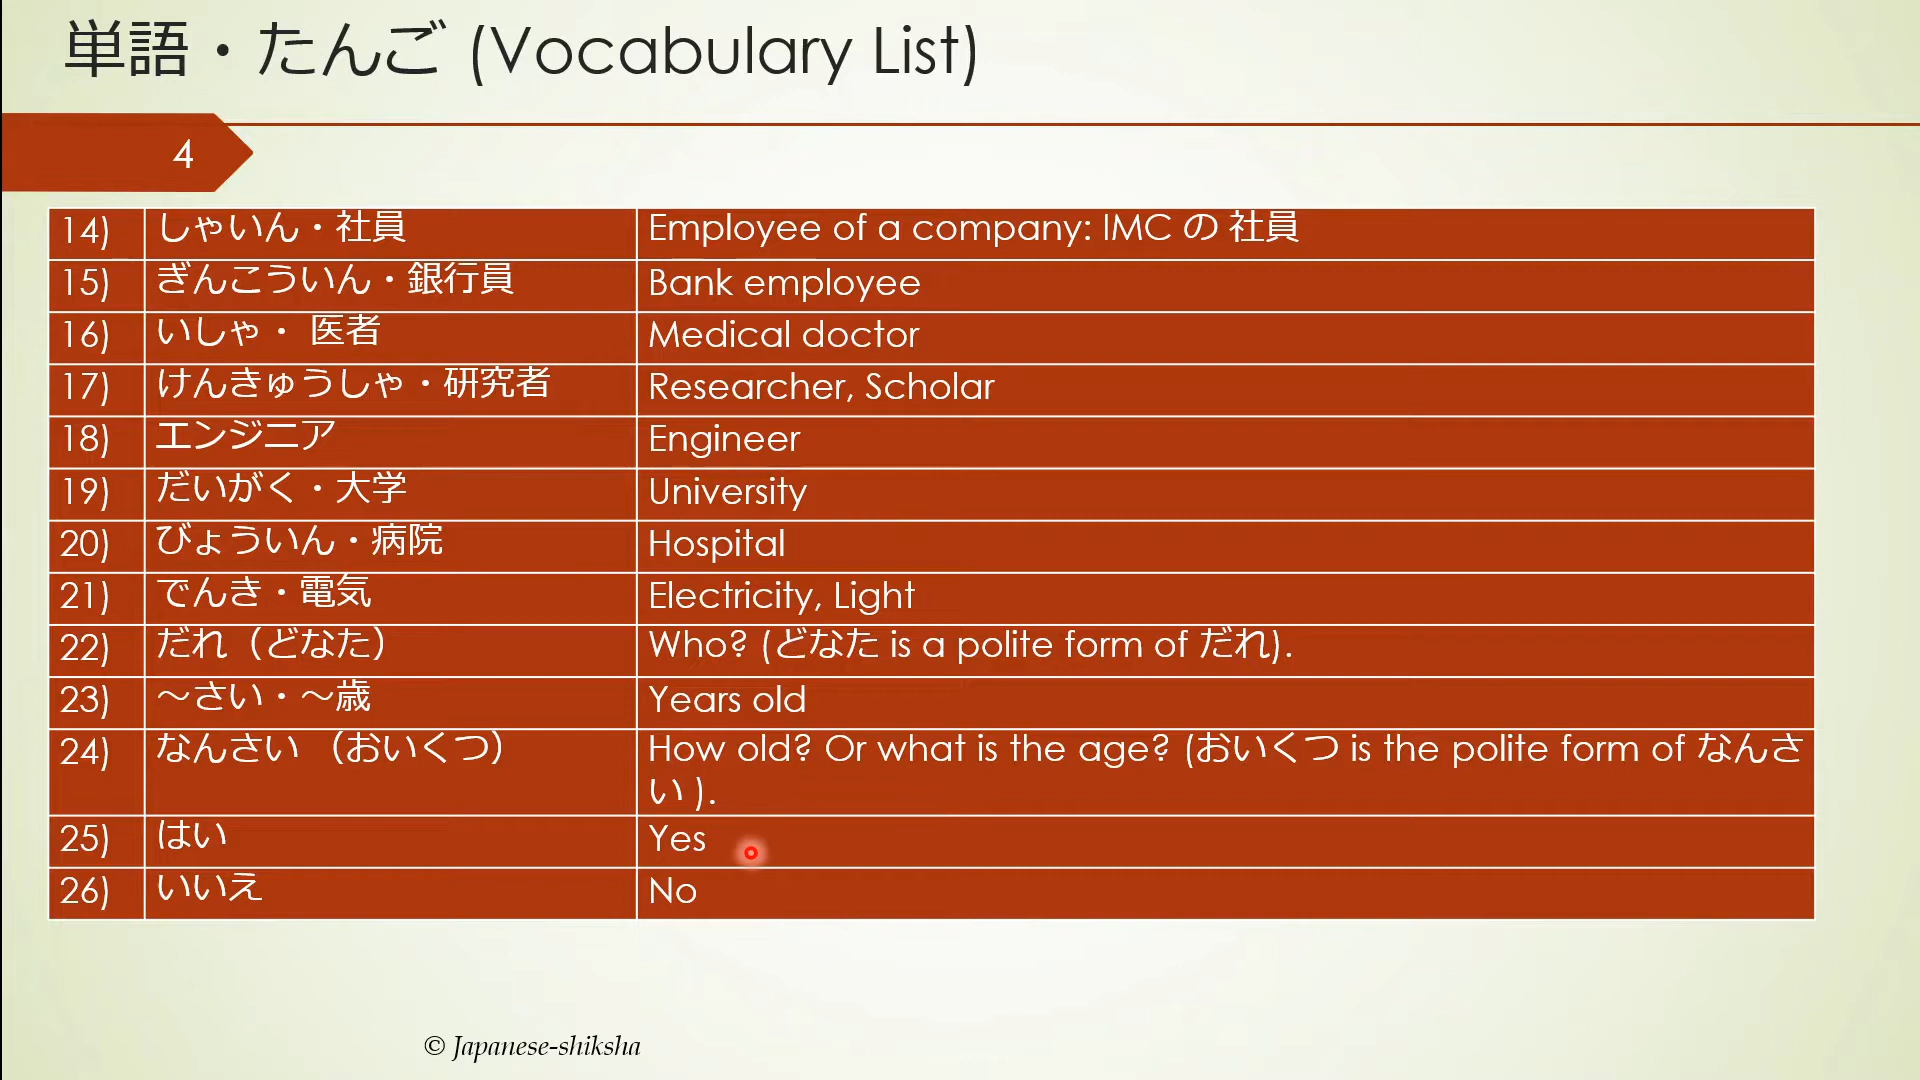 単語・たんご (Vocabulary List)
4
14) しゃいん・社員 Employee of a company: IMC の 社員
15) ぎんこういん・銀行員 Bank employee
16) いしゃ・ 医者 Medical doctor
17) けんきゅうしゃ・研究者 Researcher, Scholar
18) エンジニア Engineer
19) だいがく・大学 University
20) びょういん・病院 Hospital
21) でんき・電気 Electricity, Light
22) だれ（どなた） Who? (どなた is a polite form of だれ).
23) ～さい・～歳 Years old
24) なんさい （おいくつ） How old? Or what is the age? (おいくつ is the polite form of なんさ
い ).
25) はい Yes
26) いいえ No
© Japanese-shiksha